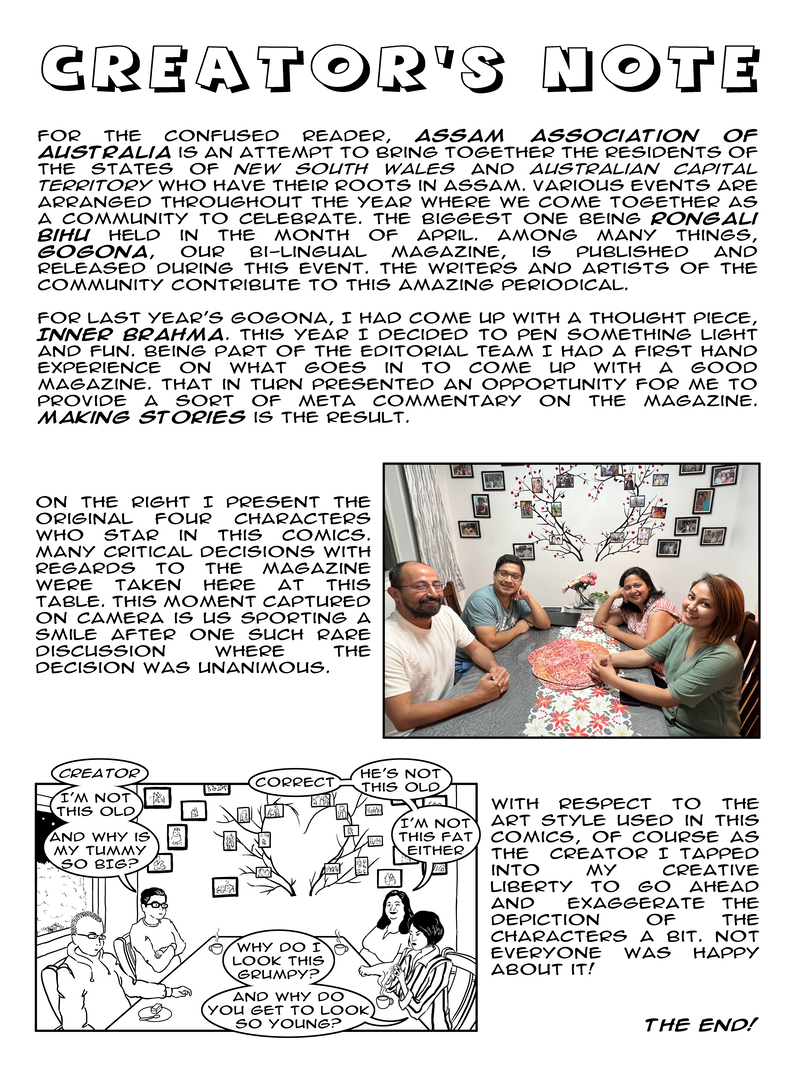 CREATOR'S NOTE
FOR THE CONFUSED READER, ASSAM ASSOCIATION OF
AUSTRALIA IS AN ATTEMPT TO BRING TOGETHER THE RESIDENTS OF
THE STATES OF NEW SOUTH WALES AND AUSTRALIAN CAPITAL
TERRITORY WHO HAVE THEIR ROOTS IN ASSAM. VARIOUS EVENTS ARE
ARRANGED THROUGHOUT THE YEAR WHERE WE COME TOGETHER AS
A COMMUNITY TO CELEBRATE. THE BIGGEST ONE BEING RONGALI
BIHU HELD IN THE MONTH OF APRIL. AMONG MANY THINGS,
GOGONA, OUR BI-LINGUAL MAGAZINE, IS PUBLISHED AND
RELEASED DURING THIS EVENT. THE WRITERS AND ARTISTS OF THE
COMMUNITY CONTRIBUTE TO THIS AMAZING PERIODICAL.
FOR LAST YEAR'S GOGONA, I HAD COME UP WITH A THOUGHT PIECE,
INNER BRAHMA. THIS YEAR I DECIDED TO PEN SOMETHING LIGHT
AND FUN. BEING PART OF THE EDITORIAL TEAM I HAD A FIRST HAND
EXPERIENCE ON WHAT GOES IN TO COME UP WITH A GOOD
MAGAZINE. THAT IN TURN PRESENTED AN OPPORTUNITY FOR ME TO
PROVIDE A SORT OF META COMMENTARY ON THE MAGAZINE.
MAKING STORIES IS THE RESULT.
ON THE RIGHT I PRESENT THE
ORIGINAL FOUR CHARACTERS
WHO STAR IN THIS COMICS.
MANY CRITICAL DECISIONS WITH
REGARDS TO THE MAGAZINE
WERE TAKEN HERE AT THIS
TABLE. THIS MOMENT CAPTURED
ON CAMERA IS US SPORTING A
SMILE AFTER ONE SUCH RARE
DISCUSSION WHERE THE
DECISION WAS UNANIMOUS.
CREATOR
I'M NOT
THIS OLD
AND WHY IS
MY TUMMY
SO BIG?
CORRECT
HE'S NOT
THIS OLD
I'M NOT
THIS FAT
EITHER
WHY DO I
LOOK THIS
GRUMPY?
AND WHY DO
YOU GET TO LOOK
SO YOUNG?
WITH RESPECT TO THE
ART STYLE USED IN THIS
COMICS, OF COURSE AS
THE CREATOR I TAPPED
INTO MY CREATIVE
LIBERTY TO GO AHEAD
AND EXAGGERATE THE
DEPICTION OF THE
CHARACTERS A BIT. NOT
EVERYONE WAS HAPPY
ABOUT IT!
THE END!